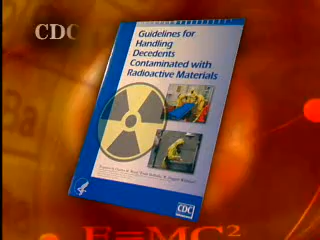 CDC
Guidelines for
Handling
Decedents
Contaminated with
Radioactive Materials
CDC
E=MC²